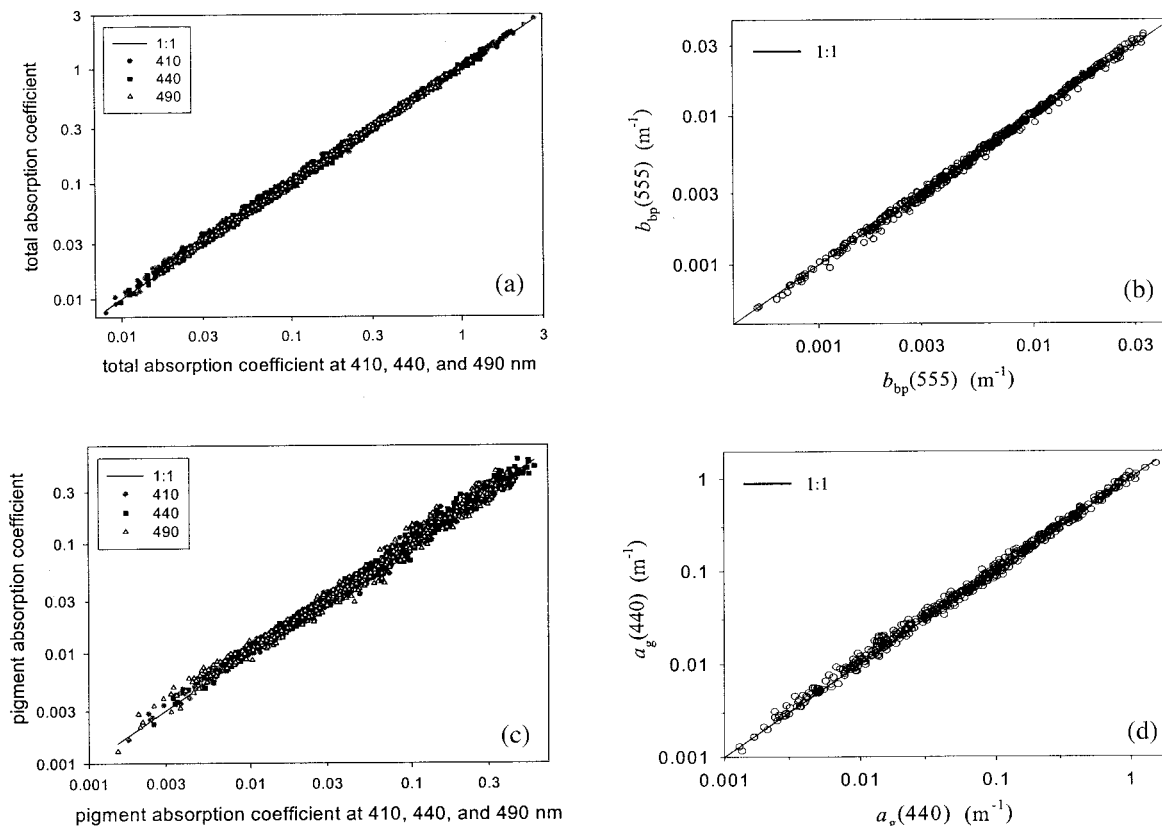 3
1
0.3
0.1
0.03
0.01
total absorption coefficient
1:1
410
440
490
(a)
0.01 0.03 0.1 0.3 1 3
total absorption coefficient at 410, 440, and 490 nm
0.03
0.01
0.003
0.001
b_bp(555) (m⁻¹)
1:1
(b)
0.001 0.003 0.01 0.03
b_bp(555) (m⁻¹)
0.3
0.1
0.03
0.01
0.003
0.001
pigment absorption coefficient
1:1
410
440
490
(c)
0.001 0.003 0.01 0.03 0.1 0.3
pigment absorption coefficient at 410, 440, and 490 nm
1
0.1
0.01
0.001
a_g(440) (m⁻¹)
1:1
(d)
0.001 0.01 0.1 1
a_g(440) (m⁻¹)